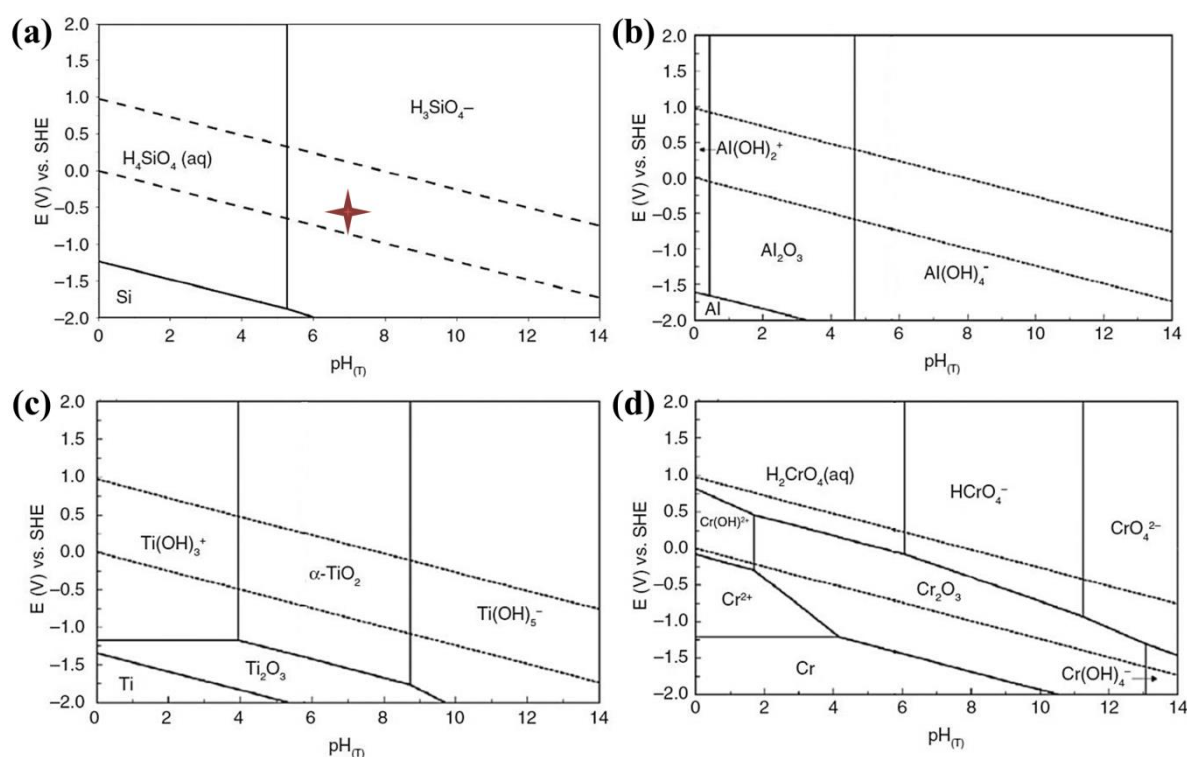 (a)
2.0
1.5
1.0
0.5
0.0
−0.5
−1.0
−1.5
−2.0
E (V) vs. SHE
H₃SiO₄−
H₄SiO₄ (aq)
Si
0 2 4 6 8 10 12 14
pH(T)
(b)
2.0
1.5
1.0
0.5
0.0
−0.5
−1.0
−1.5
−2.0
E (V) vs. SHE
Al(OH)₂⁺
Al₂O₃
Al(OH)₄⁻
Al
0 2 4 6 8 10 12 14
pH(T)
(c)
2.0
1.5
1.0
0.5
0.0
−0.5
−1.0
−1.5
−2.0
E (V) vs. SHE
Ti(OH)₃⁺
α-TiO₂
Ti(OH)₅⁻
Ti₂O₃
Ti
0 2 4 6 8 10 12 14
pH(T)
(d)
2.0
1.5
1.0
0.5
0.0
−0.5
−1.0
−1.5
−2.0
E (V) vs. SHE
H₂CrO₄(aq)
HCrO₄⁻
CrO₄²⁻
Cr(OH)²⁺
Cr₂O₃
Cr²⁺
Cr
Cr(OH)₄⁻
0 2 4 6 8 10 12 14
pH(T)